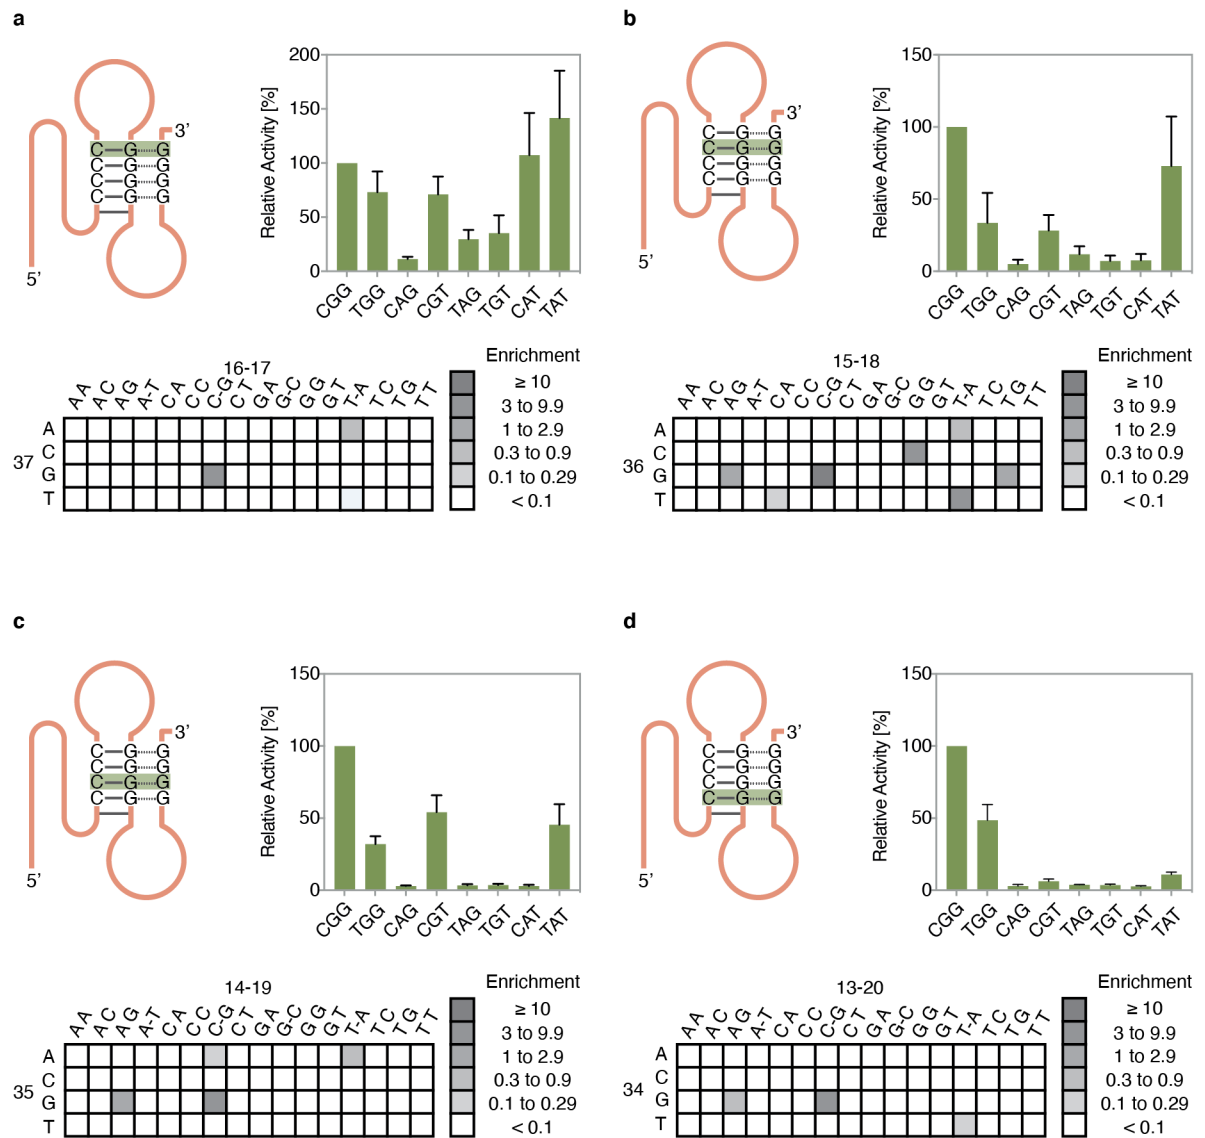 a
3’
C G G
C G G
C G G
C G G
5’
Relative Activity [%]
200
150
100
50
0
CGG TGG CAG CGT TAG TGT CAT TAT
16-17
AA AC AG A-T CA CC C-G CT GA G-C GG GT T-A TC TG TT
37
A
C
G
T
Enrichment
≥ 10
3 to 9.9
1 to 2.9
0.3 to 0.9
0.1 to 0.29
< 0.1
b
3’
C G G
C G G
C G G
C G G
5’
Relative Activity [%]
150
100
50
0
CGG TGG CAG CGT TAG TGT CAT TAT
15-18
AA AC AG A-T CA CC C-G CT GA G-C GG GT T-A TC TG TT
36
A
C
G
T
Enrichment
≥ 10
3 to 9.9
1 to 2.9
0.3 to 0.9
0.1 to 0.29
< 0.1
c
3’
C G G
C G G
C G G
C G G
5’
Relative Activity [%]
150
100
50
0
CGG TGG CAG CGT TAG TGT CAT TAT
14-19
AA AC AG A-T CA CC C-G CT GA G-C GG GT T-A TC TG TT
35
A
C
G
T
Enrichment
≥ 10
3 to 9.9
1 to 2.9
0.3 to 0.9
0.1 to 0.29
< 0.1
d
3’
C G G
C G G
C G G
C G G
5’
Relative Activity [%]
150
100
50
0
CGG TGG CAG CGT TAG TGT CAT TAT
13-20
AA AC AG A-T CA CC C-G CT GA G-C GG GT T-A TC TG TT
34
A
C
G
T
Enrichment
≥ 10
3 to 9.9
1 to 2.9
0.3 to 0.9
0.1 to 0.29
< 0.1